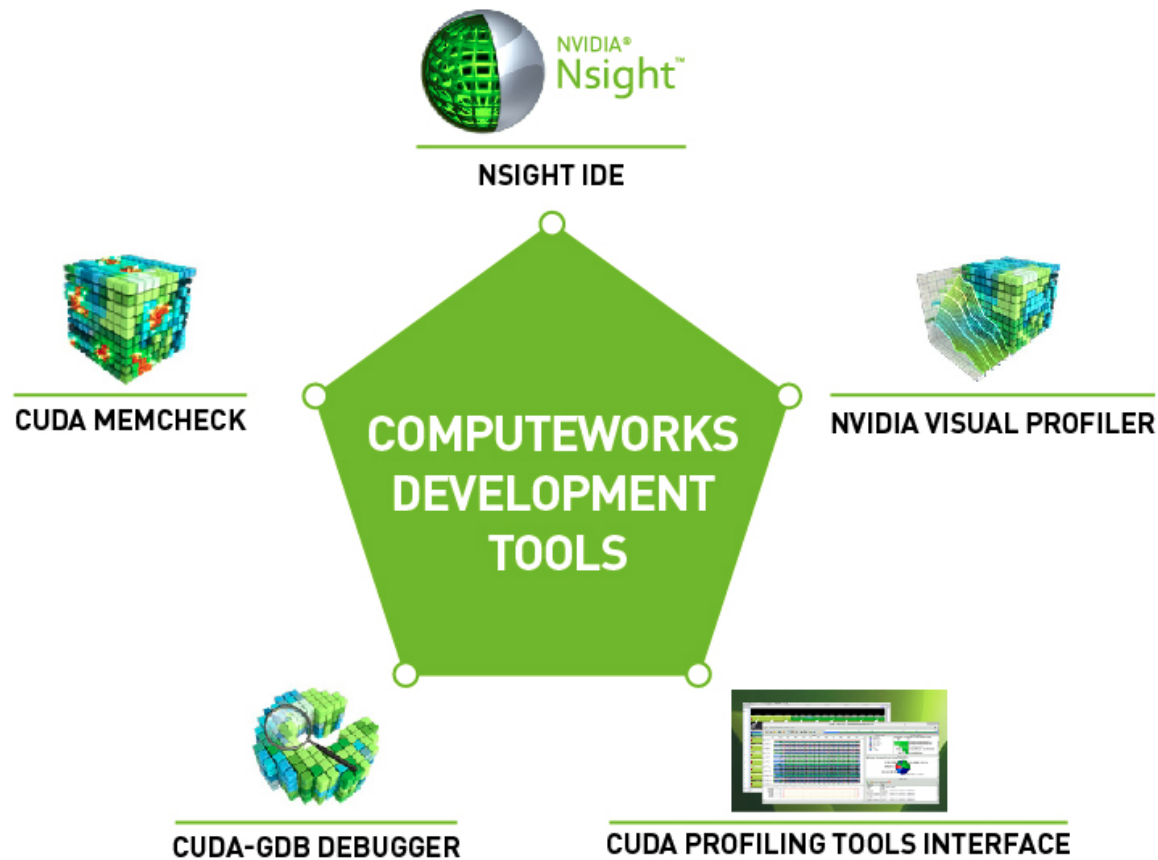 NVIDIA®
Nsight™
NSIGHT IDE
CUDA MEMCHECK
NVIDIA VISUAL PROFILER
COMPUTEWORKS
DEVELOPMENT
TOOLS
CUDA-GDB DEBUGGER
CUDA PROFILING TOOLS INTERFACE